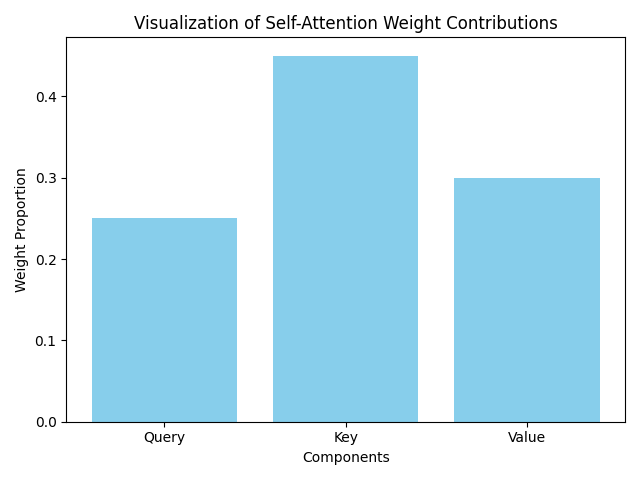 Visualization of Self-Attention Weight Contributions
Weight Proportion
0.4
0.3
0.2
0.1
0.0
Query Key Value
Components